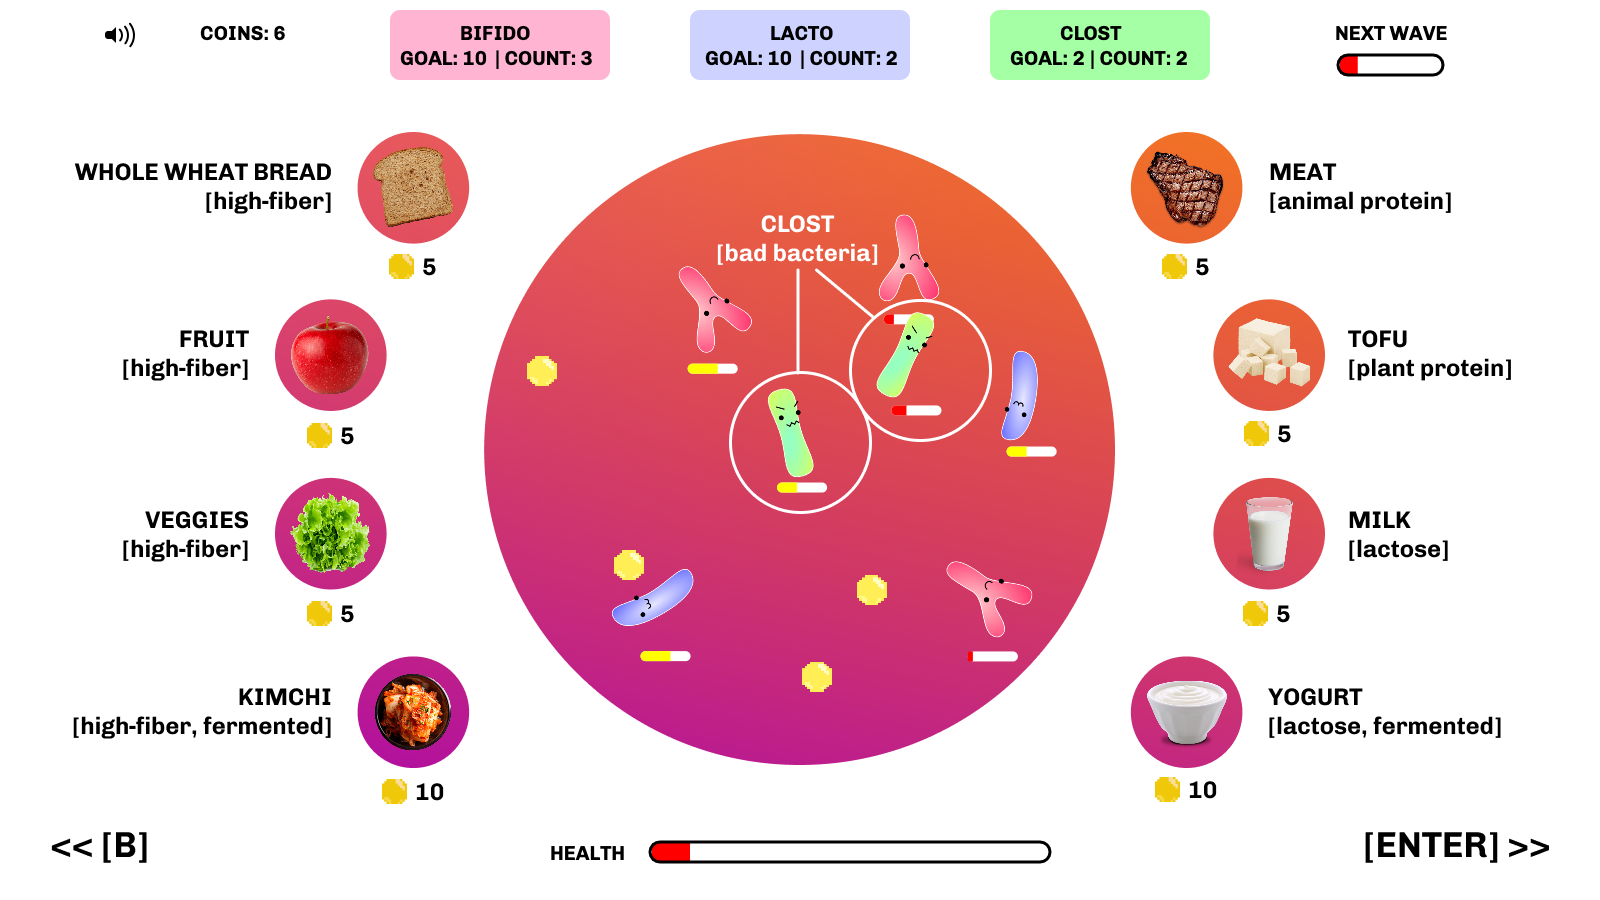 COINS: 6
BIFIDO
GOAL: 10 | COUNT: 3
LACTO
GOAL: 10 | COUNT: 2
CLOST
GOAL: 2 | COUNT: 2
NEXT WAVE
WHOLE WHEAT BREAD
[high-fiber]
5
FRUIT
[high-fiber]
5
VEGGIES
[high-fiber]
5
KIMCHI
[high-fiber, fermented]
10
CLOST
[bad bacteria]
MEAT
[animal protein]
5
TOFU
[plant protein]
5
MILK
[lactose]
5
YOGURT
[lactose, fermented]
10
<< [B]
HEALTH
[ENTER] >>